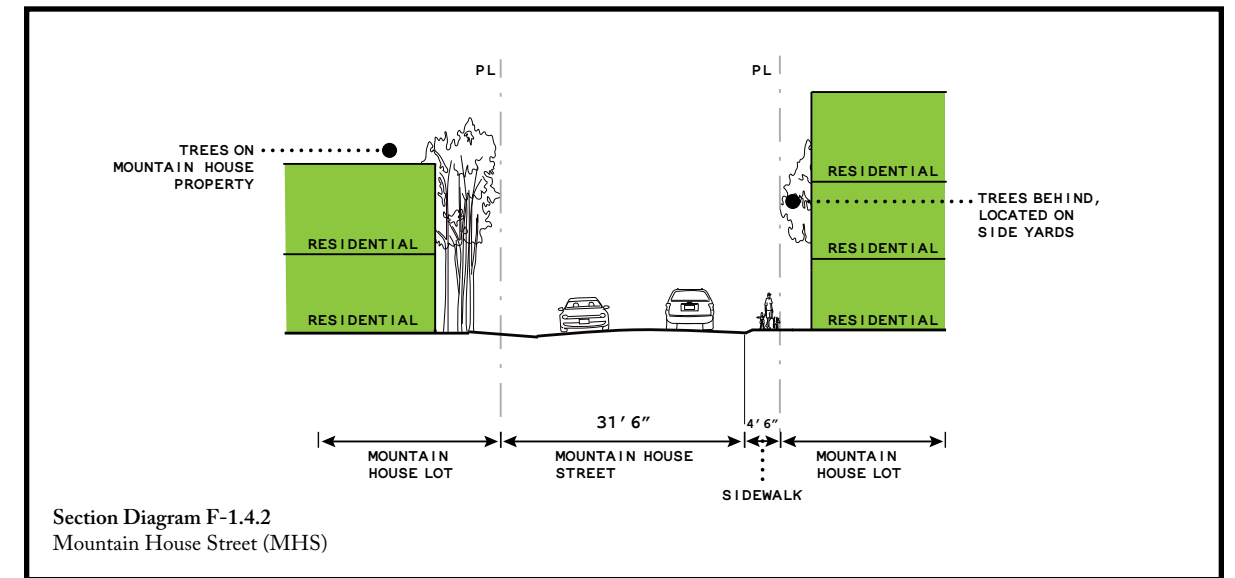 PL
PL
TREES ON
MOUNTAIN HOUSE
PROPERTY
RESIDENTIAL
RESIDENTIAL
RESIDENTIAL
RESIDENTIAL
RESIDENTIAL
TREES BEHIND,
LOCATED ON
SIDE YARDS
31' 6"
4' 6"
MOUNTAIN
HOUSE LOT
MOUNTAIN HOUSE
STREET
SIDEWALK
MOUNTAIN
HOUSE LOT
Section Diagram F-1.4.2
Mountain House Street (MHS)